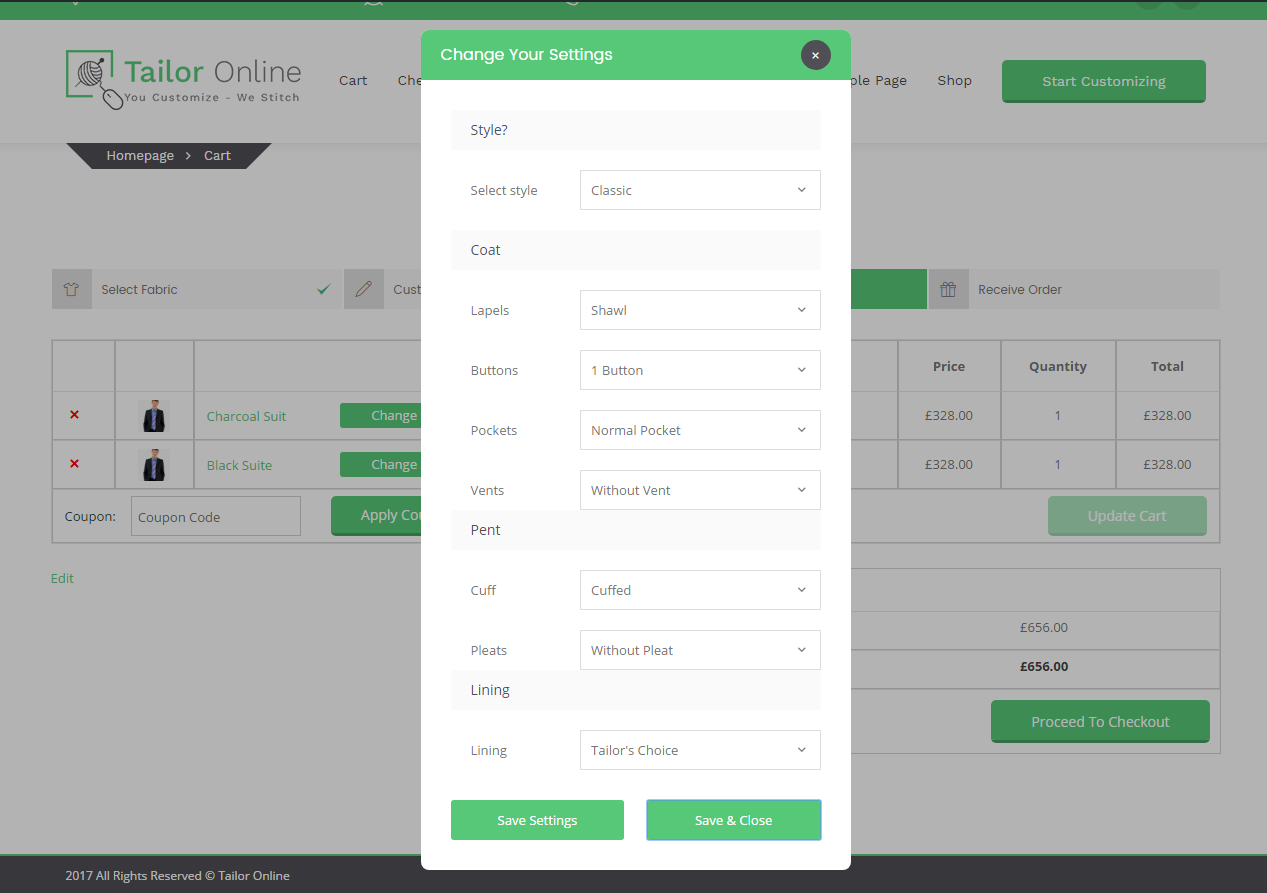 Change Your Settings
Tailor Online
You Customize - We Stitch
Cart
Shop
Page
Start Customizing
Homepage > Cart
Style?
Select style Classic
Coat
Select Fabric
Receive Order
Lapels Shawl
Buttons 1 Button
Price Quantity Total
Charcoal Suit Change £328.00 1 £328.00
Pockets Normal Pocket
Black Suite Change £328.00 1 £328.00
Vents Without Vent
Coupon: Coupon Code Apply
Update Cart
Pent
Edit
Cuff Cuffed
£656.00
Pleats Without Pleat
£656.00
Lining
Proceed To Checkout
Lining Tailor's Choice
Save Settings Save & Close
2017 All Rights Reserved © Tailor Online